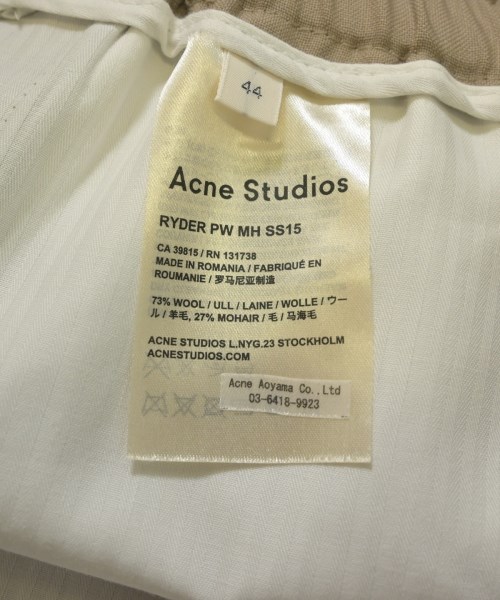 44
Acne Studios
RYDER PW MH SS15
CA 39815 / RN 131738
MADE IN ROMANIA / FABRIQUÉ EN
ROUMANIE / 罗马尼亚制造
73% WOOL / ULL / LAINE / WOLLE / ウー
ル / 羊毛, 27% MOHAIR / 毛 / 马海毛
ACNE STUDIOS L.NYG.23 STOCKHOLM
ACNESTUDIOS.COM
Acne Aoyama Co.,Ltd
03-6418-9923